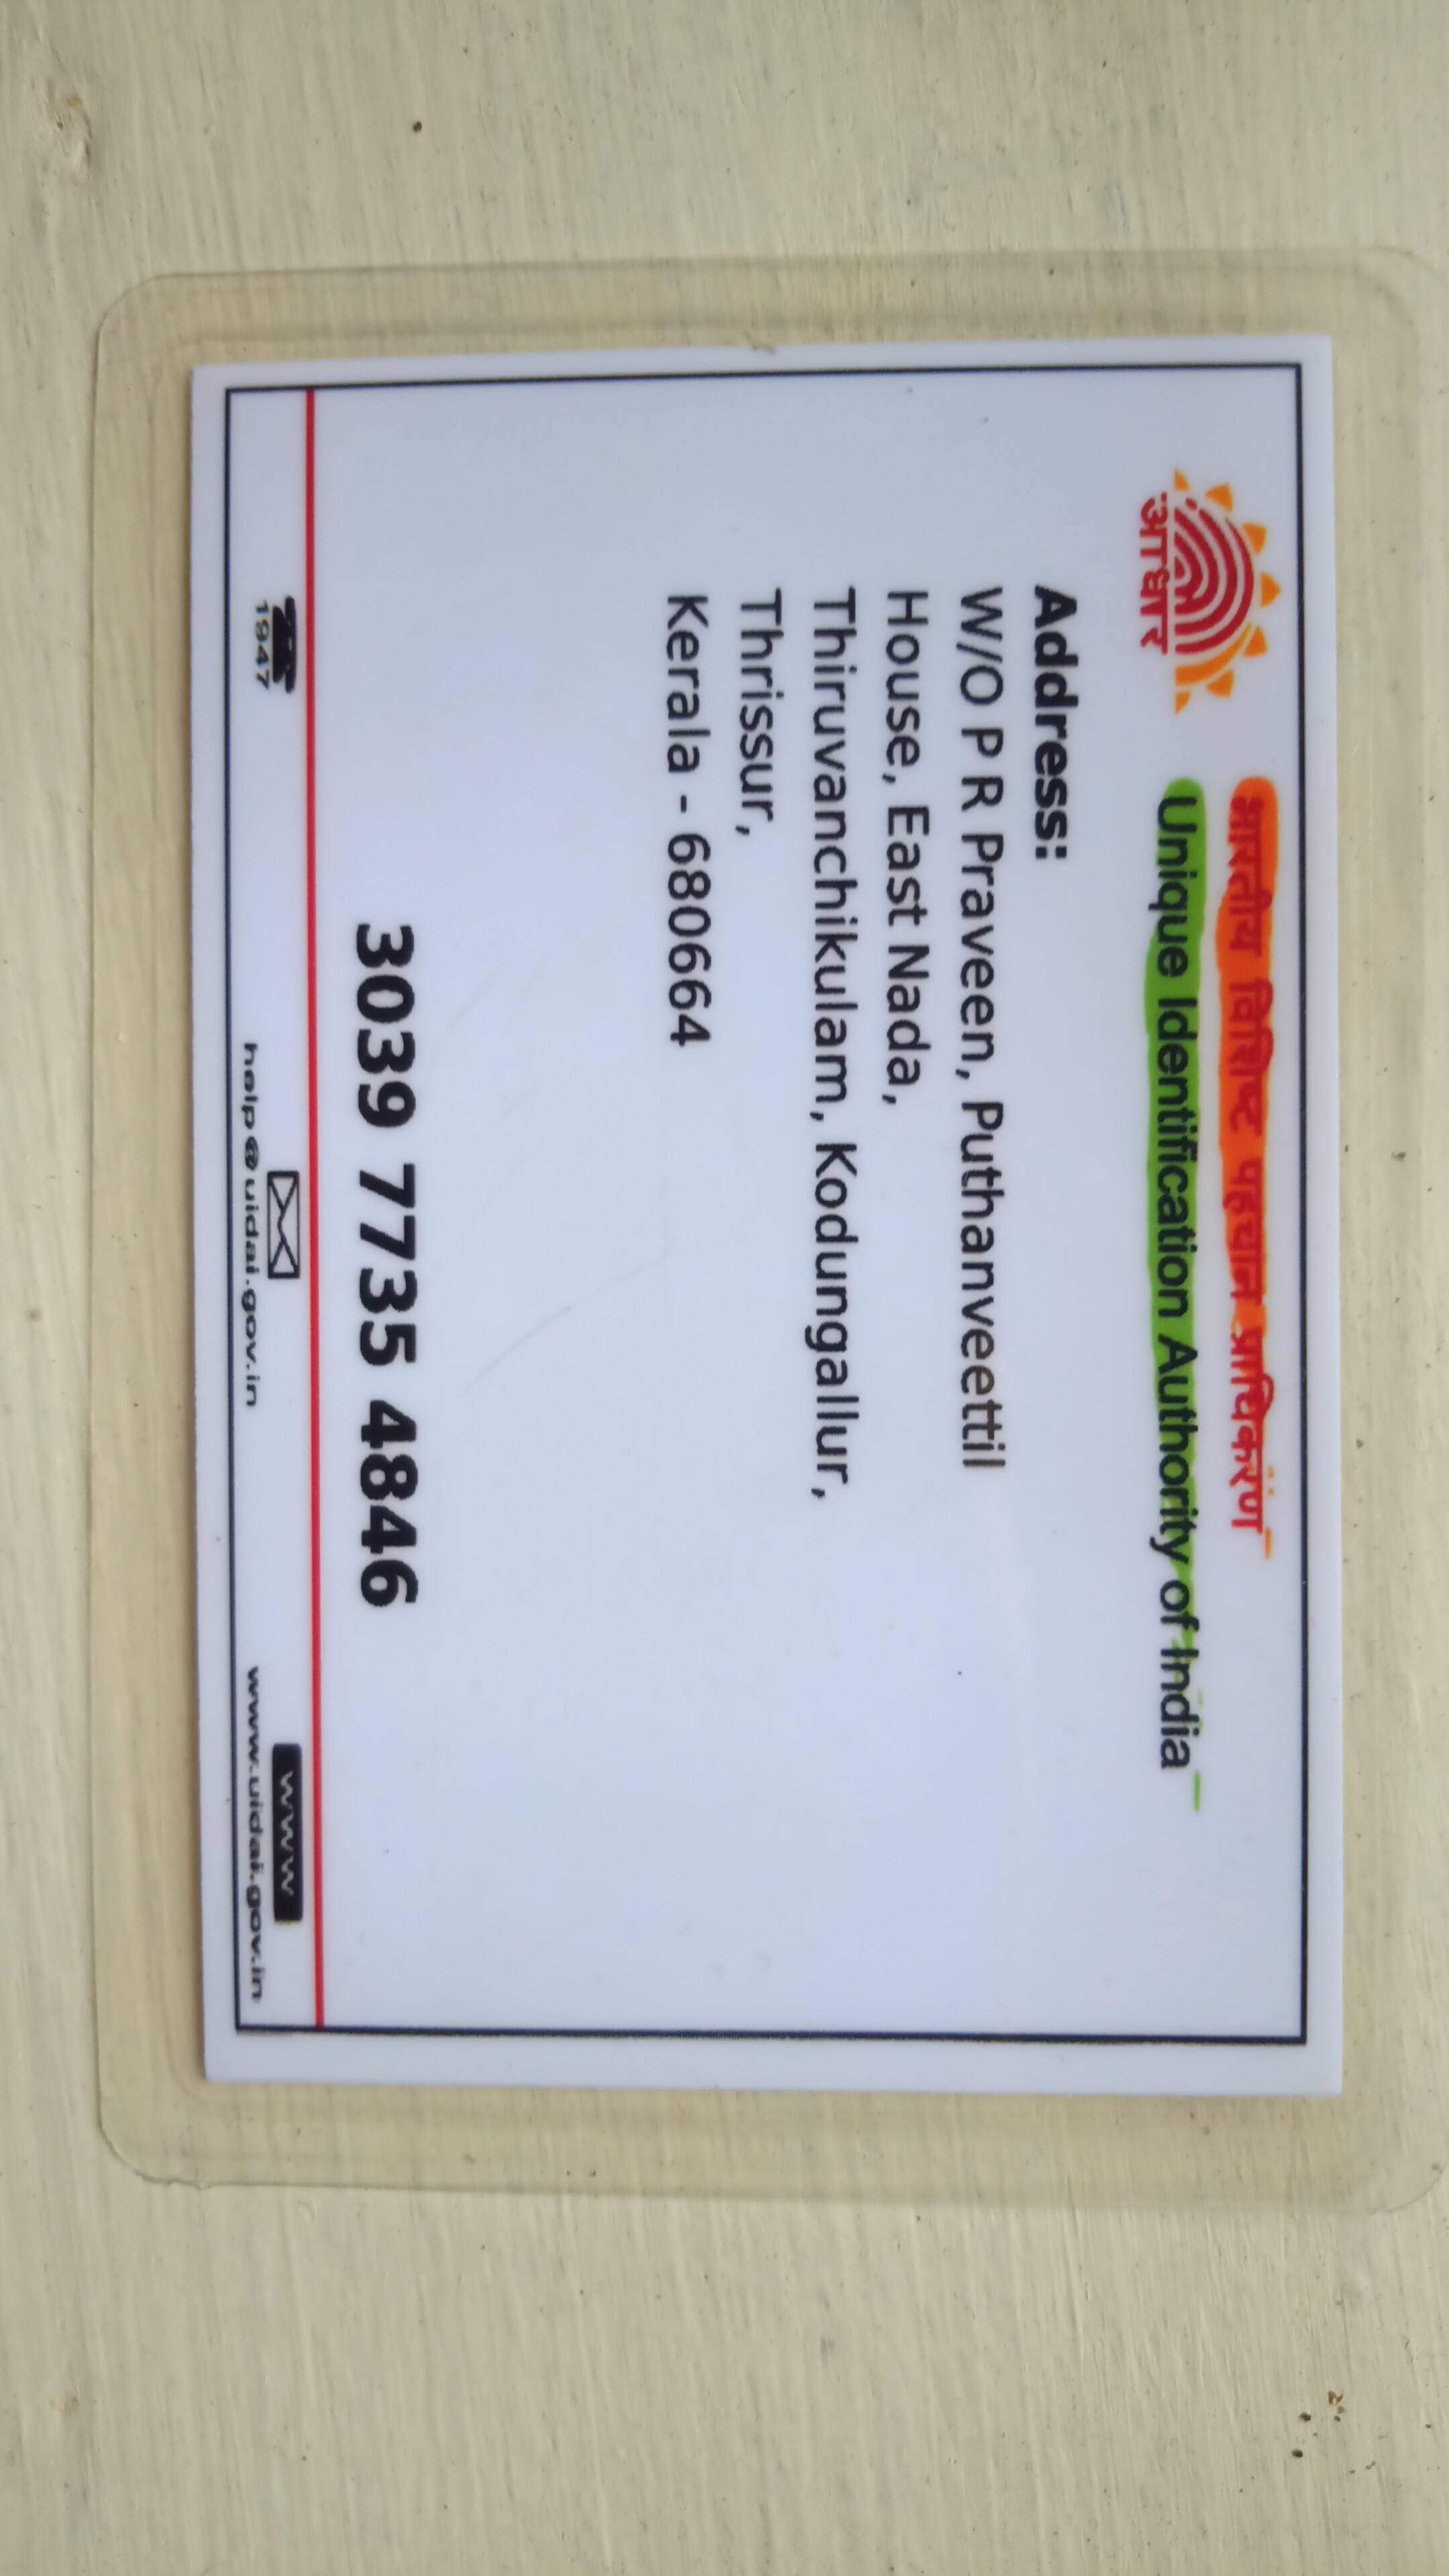 आधार
भारतीय विशिष्ट पहचान प्राधिकरण
Unique Identification Authority of India
Address:
W/O P R Praveen, Puthanveettil
House, East Nada,
Thiruvanchikulam, Kodungallur,
Thrissur,
Kerala - 680664
3039 7735 4846
1947
help@uidai.gov.in
WWW
www.uidai.gov.in